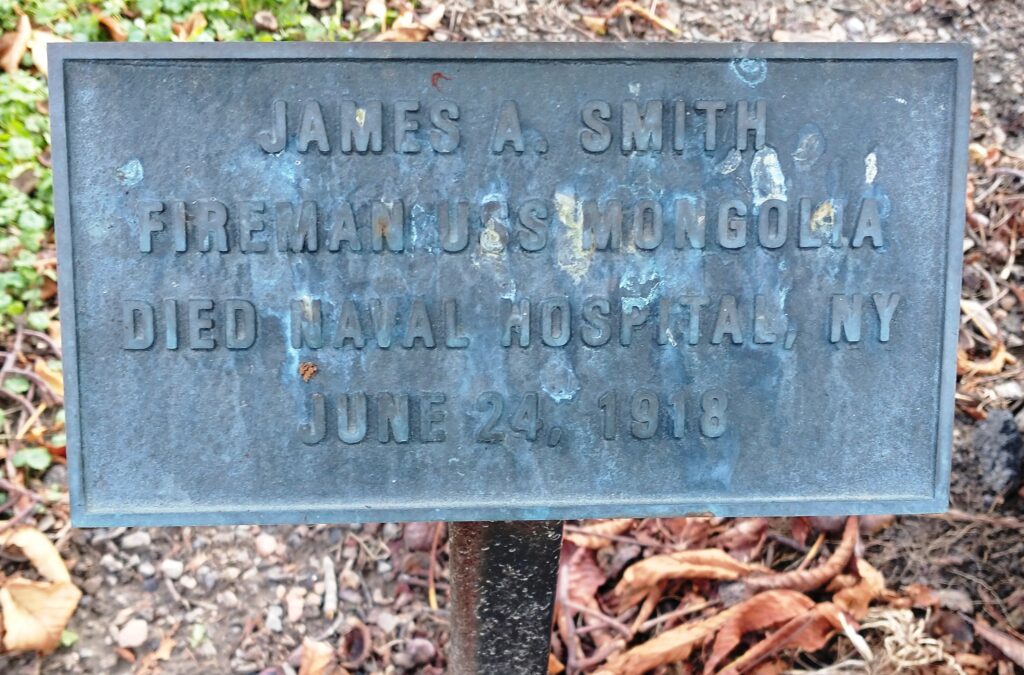 JAMES A. SMITH
FIREMAN USS MONGOLIA
DIED NAVAL HOSPITAL, NY
JUNE 24, 1918